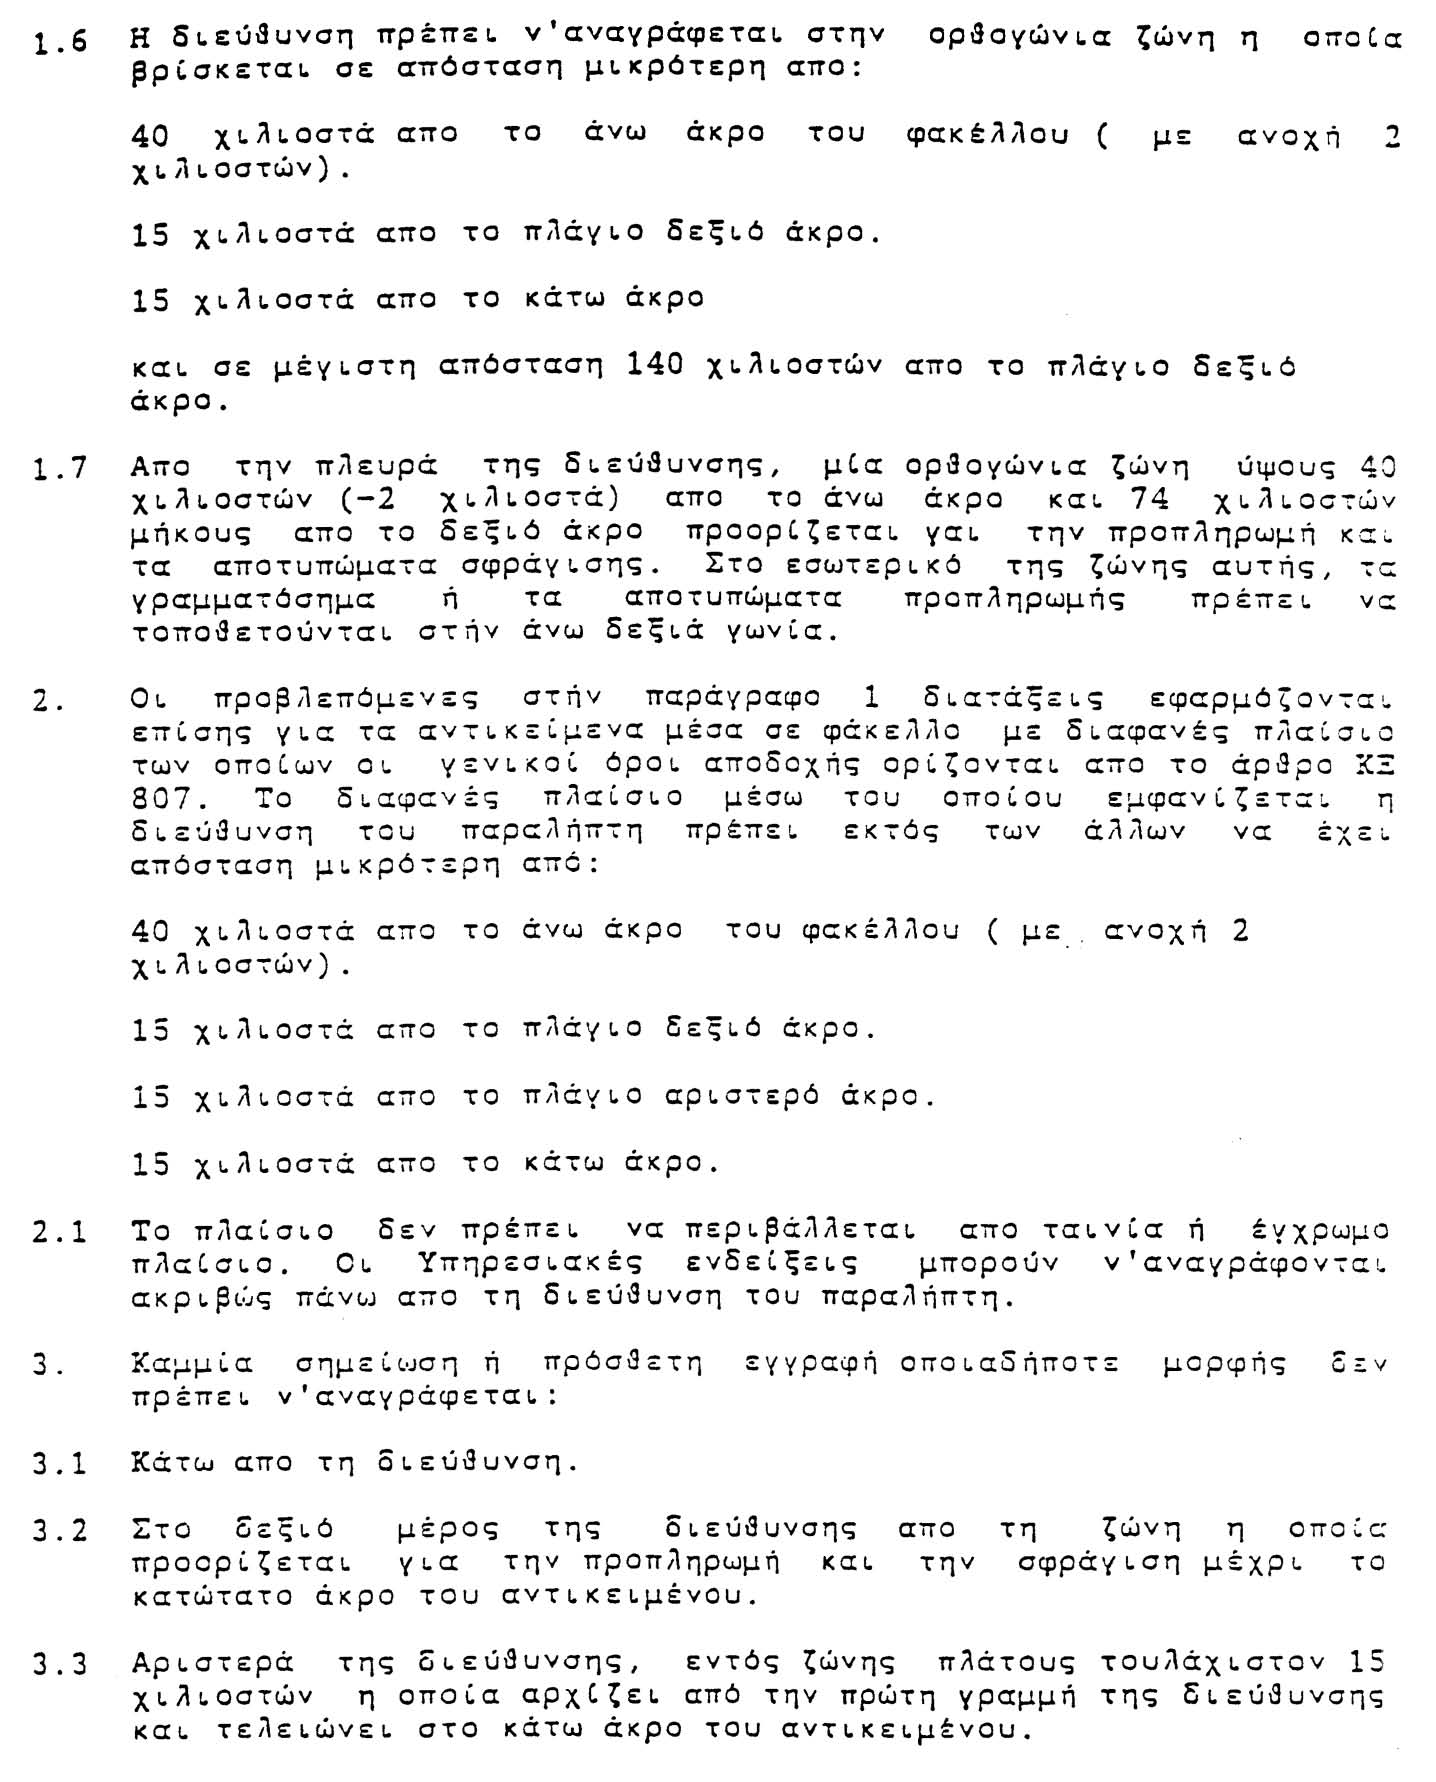 1.6 Η διεύθυνση πρέπει ν'αναγράφεται στην ορθογώνια ζώνη η οποία
βρίσκεται σε απόσταση μικρότερη απο:
40 χιλιοστά απο το άνω άκρο του φακέλλου ( με ανοχή 2
χιλιοστών).
15 χιλιοστά απο το πλάγιο δεξιό άκρο.
15 χιλιοστά απο το κάτω άκρο
και σε μέγιστη απόσταση 140 χιλιοστών απο το πλάγιο δεξιό
άκρο.
1.7 Απο την πλευρά της διεύθυνσης, μία ορθογώνια ζώνη ύψους 40
χιλιοστών (-2 χιλιοστά) απο το άνω άκρο και 74 χιλιοστών
μήκους απο το δεξιό άκρο προορίζεται γαι την προπληρωμή και
τα αποτυπώματα σφράγισης. Στο εσωτερικό της ζώνης αυτής, τα
γραμματόσημα ή τα αποτυπώματα προπληρωμής πρέπει να
τοποθετούνται στήν άνω δεξιά γωνία.
2. Οι προβλεπόμενες στήν παράγραφο 1 διατάξεις εφαρμόζονται
επίσης για τα αντικείμενα μέσα σε φάκελλο με διαφανές πλαίσιο
των οποίων οι γενικοί όροι αποδοχής ορίζονται απο το άρθρο ΚΞ
807. Το διαφανές πλαίσιο μέσω του οποίου εμφανίζεται η
διεύθυνση του παραλήπτη πρέπει εκτός των άλλων να έχει
απόσταση μικρότερη από:
40 χιλιοστά απο το άνω άκρο του φακέλλου ( με ανοχή 2
χιλιοστών).
15 χιλιοστά απο το πλάγιο δεξιό άκρο.
15 χιλιοστά απο το πλάγιο αριστερό άκρο.
15 χιλιοστά απο το κάτω άκρο.
2.1 Το πλαίσιο δεν πρέπει να περιβάλλεται απο ταινία ή έγχρωμο
πλαίσιο. Οι Υπηρεσιακές ενδείξεις μπορούν ν'αναγράφονται
ακριβώς πάνω απο τη διεύθυνση του παραλήπτη.
3. Καμμία σημείωση ή πρόσθετη εγγραφή οποιαδήποτε μορφής δεν
πρέπει ν'αναγράφεται:
3.1 Κάτω απο τη διεύθυνση.
3.2 Στο δεξιό μέρος της διεύθυνσης απο τη ζώνη η οποία
προορίζεται για την προπληρωμή και την σφράγιση μέχρι το
κατώτατο άκρο του αντικειμένου.
3.3 Αριστερά της διεύθυνσης, εντός ζώνης πλάτους τουλάχιστον 15
χιλιοστών η οποία αρχίζει από την πρώτη γραμμή της διεύθυνσης
και τελειώνει στο κάτω άκρο του αντικειμένου.